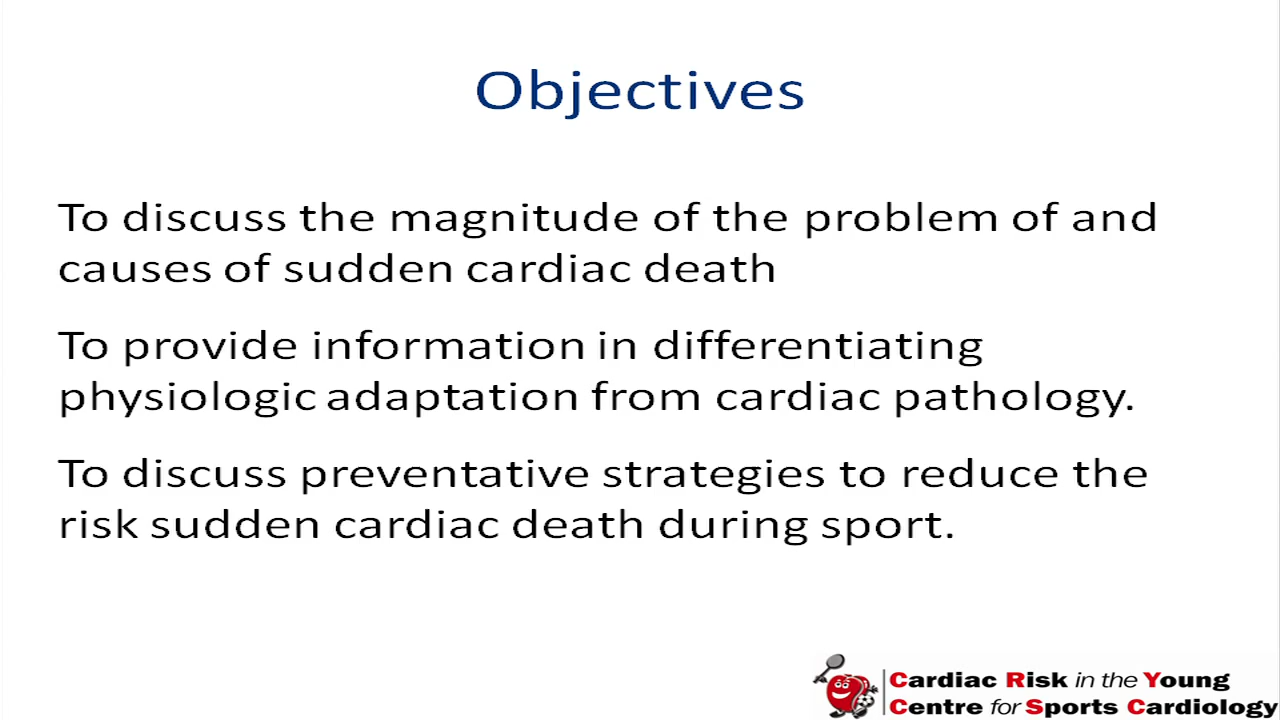 Objectives
To discuss the magnitude of the problem of and
causes of sudden cardiac death
To provide information in differentiating
physiologic adaptation from cardiac pathology.
To discuss preventative strategies to reduce the
risk sudden cardiac death during sport.
Cardiac Risk in the Young
Centre for Sports Cardiology